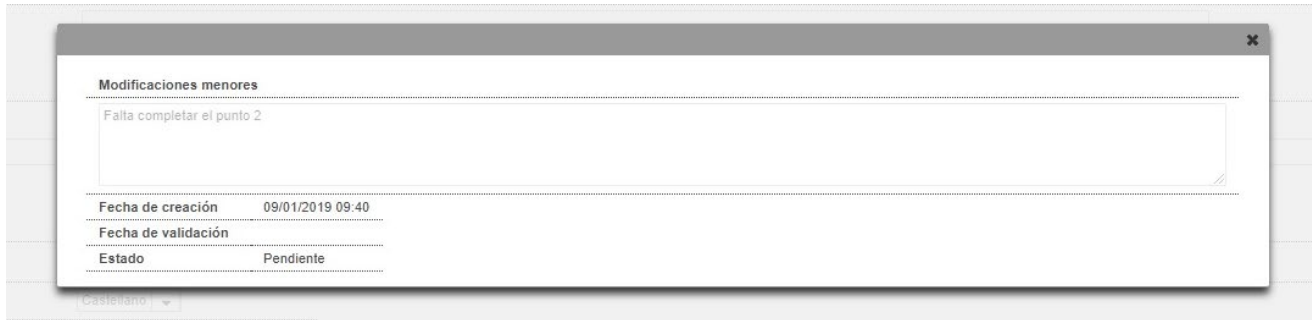 Modificaciones menores
Falta completar el punto 2
Fecha de creación 09/01/2019 09:40
Fecha de validación
Estado Pendiente
Castellano